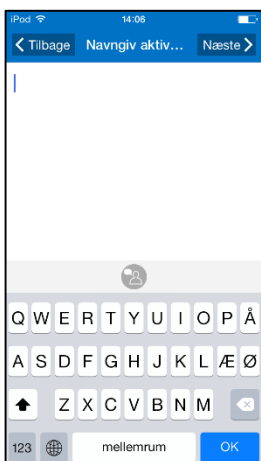 iPod 14:06
Tilbage Navngiv aktiv... Næste
Q W E R T Y U I O P Å
A S D F G H J K L Æ Ø
Z X C V B N M
123 mellemrum OK